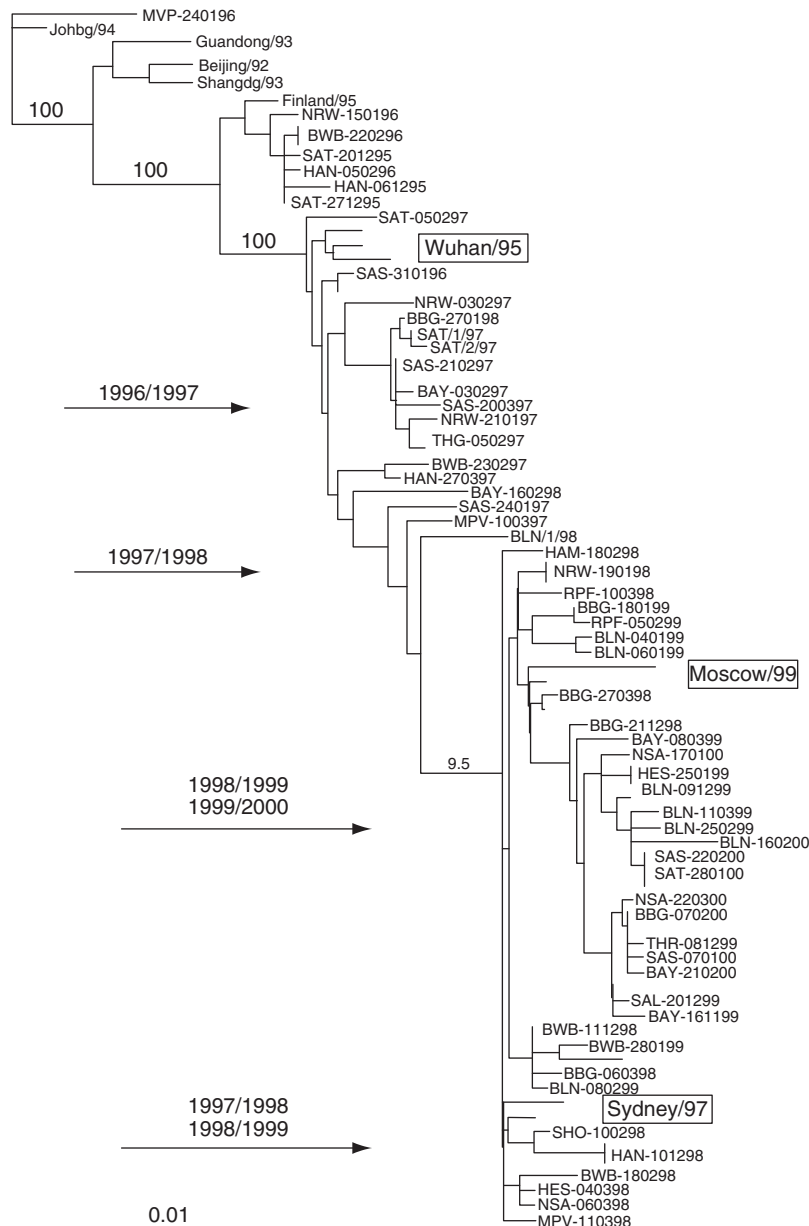 MVP-240196
Johbg/94
Guandong/93
Beijing/92
Shangdg/93
Finland/95
100
NRW-150196
BWB-220296
SAT-201295
100
HAN-050296
HAN-061295
SAT-271295
SAT-050297
100
Wuhan/95
SAS-310196
NRW-030297
BBG-270198
SAT/1/97
SAT/2/97
SAS-210297
1996/1997
BAY-030297
SAS-200397
NRW-210197
THG-050297
BWB-230297
HAN-270397
BAY-160298
SAS-240197
MPV-100397
BLN/1/98
1997/1998
HAM-180298
NRW-190198
RPF-100398
BBG-180199
RPF-050299
BLN-040199
BLN-060199
Moscow/99
BBG-270398
BBG-211298
BAY-080399
NSA-170100
9.5
HES-250199
1998/1999
BLN-091299
1999/2000
BLN-110399
BLN-250299
BLN-160200
SAS-220200
SAT-280100
NSA-220300
BBG-070200
THR-081299
SAS-070100
BAY-210200
SAL-201299
BAY-161199
BWB-111298
BWB-280199
BBG-060398
BLN-080299
1997/1998
Sydney/97
1998/1999
SHO-100298
HAN-101298
BWB-180298
HES-040398
NSA-060398
0.01
MPV-110398